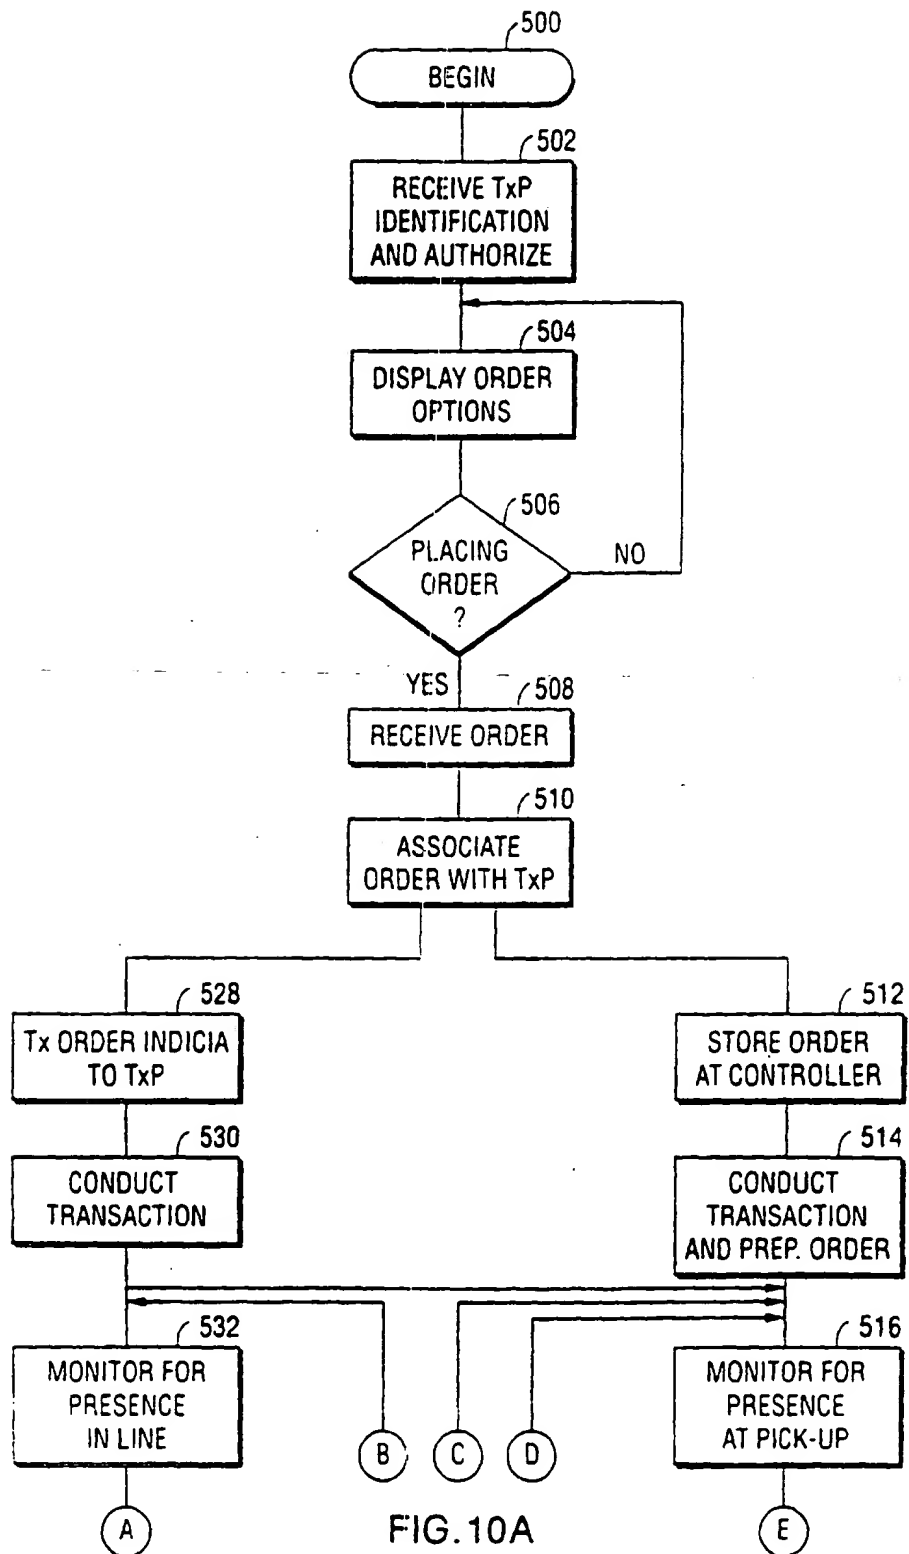 500
BEGIN
502
RECEIVE TxP
IDENTIFICATION
AND AUTHORIZE
504
DISPLAY ORDER
OPTIONS
506
PLACING
ORDER
?
NO
YES
508
RECEIVE ORDER
510
ASSOCIATE
ORDER WITH TxP
528
Tx ORDER INDICIA
TO TxP
512
STORE ORDER
AT CONTROLLER
530
CONDUCT
TRANSACTION
514
CONDUCT
TRANSACTION
AND PREP. ORDER
532
MONITOR FOR
PRESENCE
IN LINE
516
MONITOR FOR
PRESENCE
AT PICK-UP
B
C
D
A
E
FIG.10A